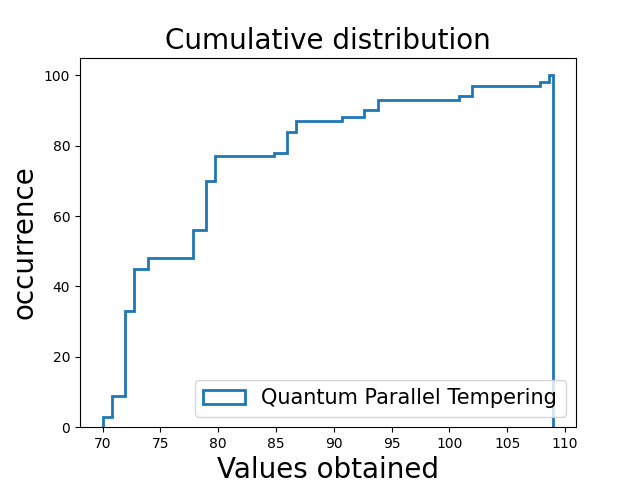 Cumulative distribution
occurrence
100
80
60
40
20
0
Quantum Parallel Tempering
70 75 80 85 90 95 100 105 110
Values obtained